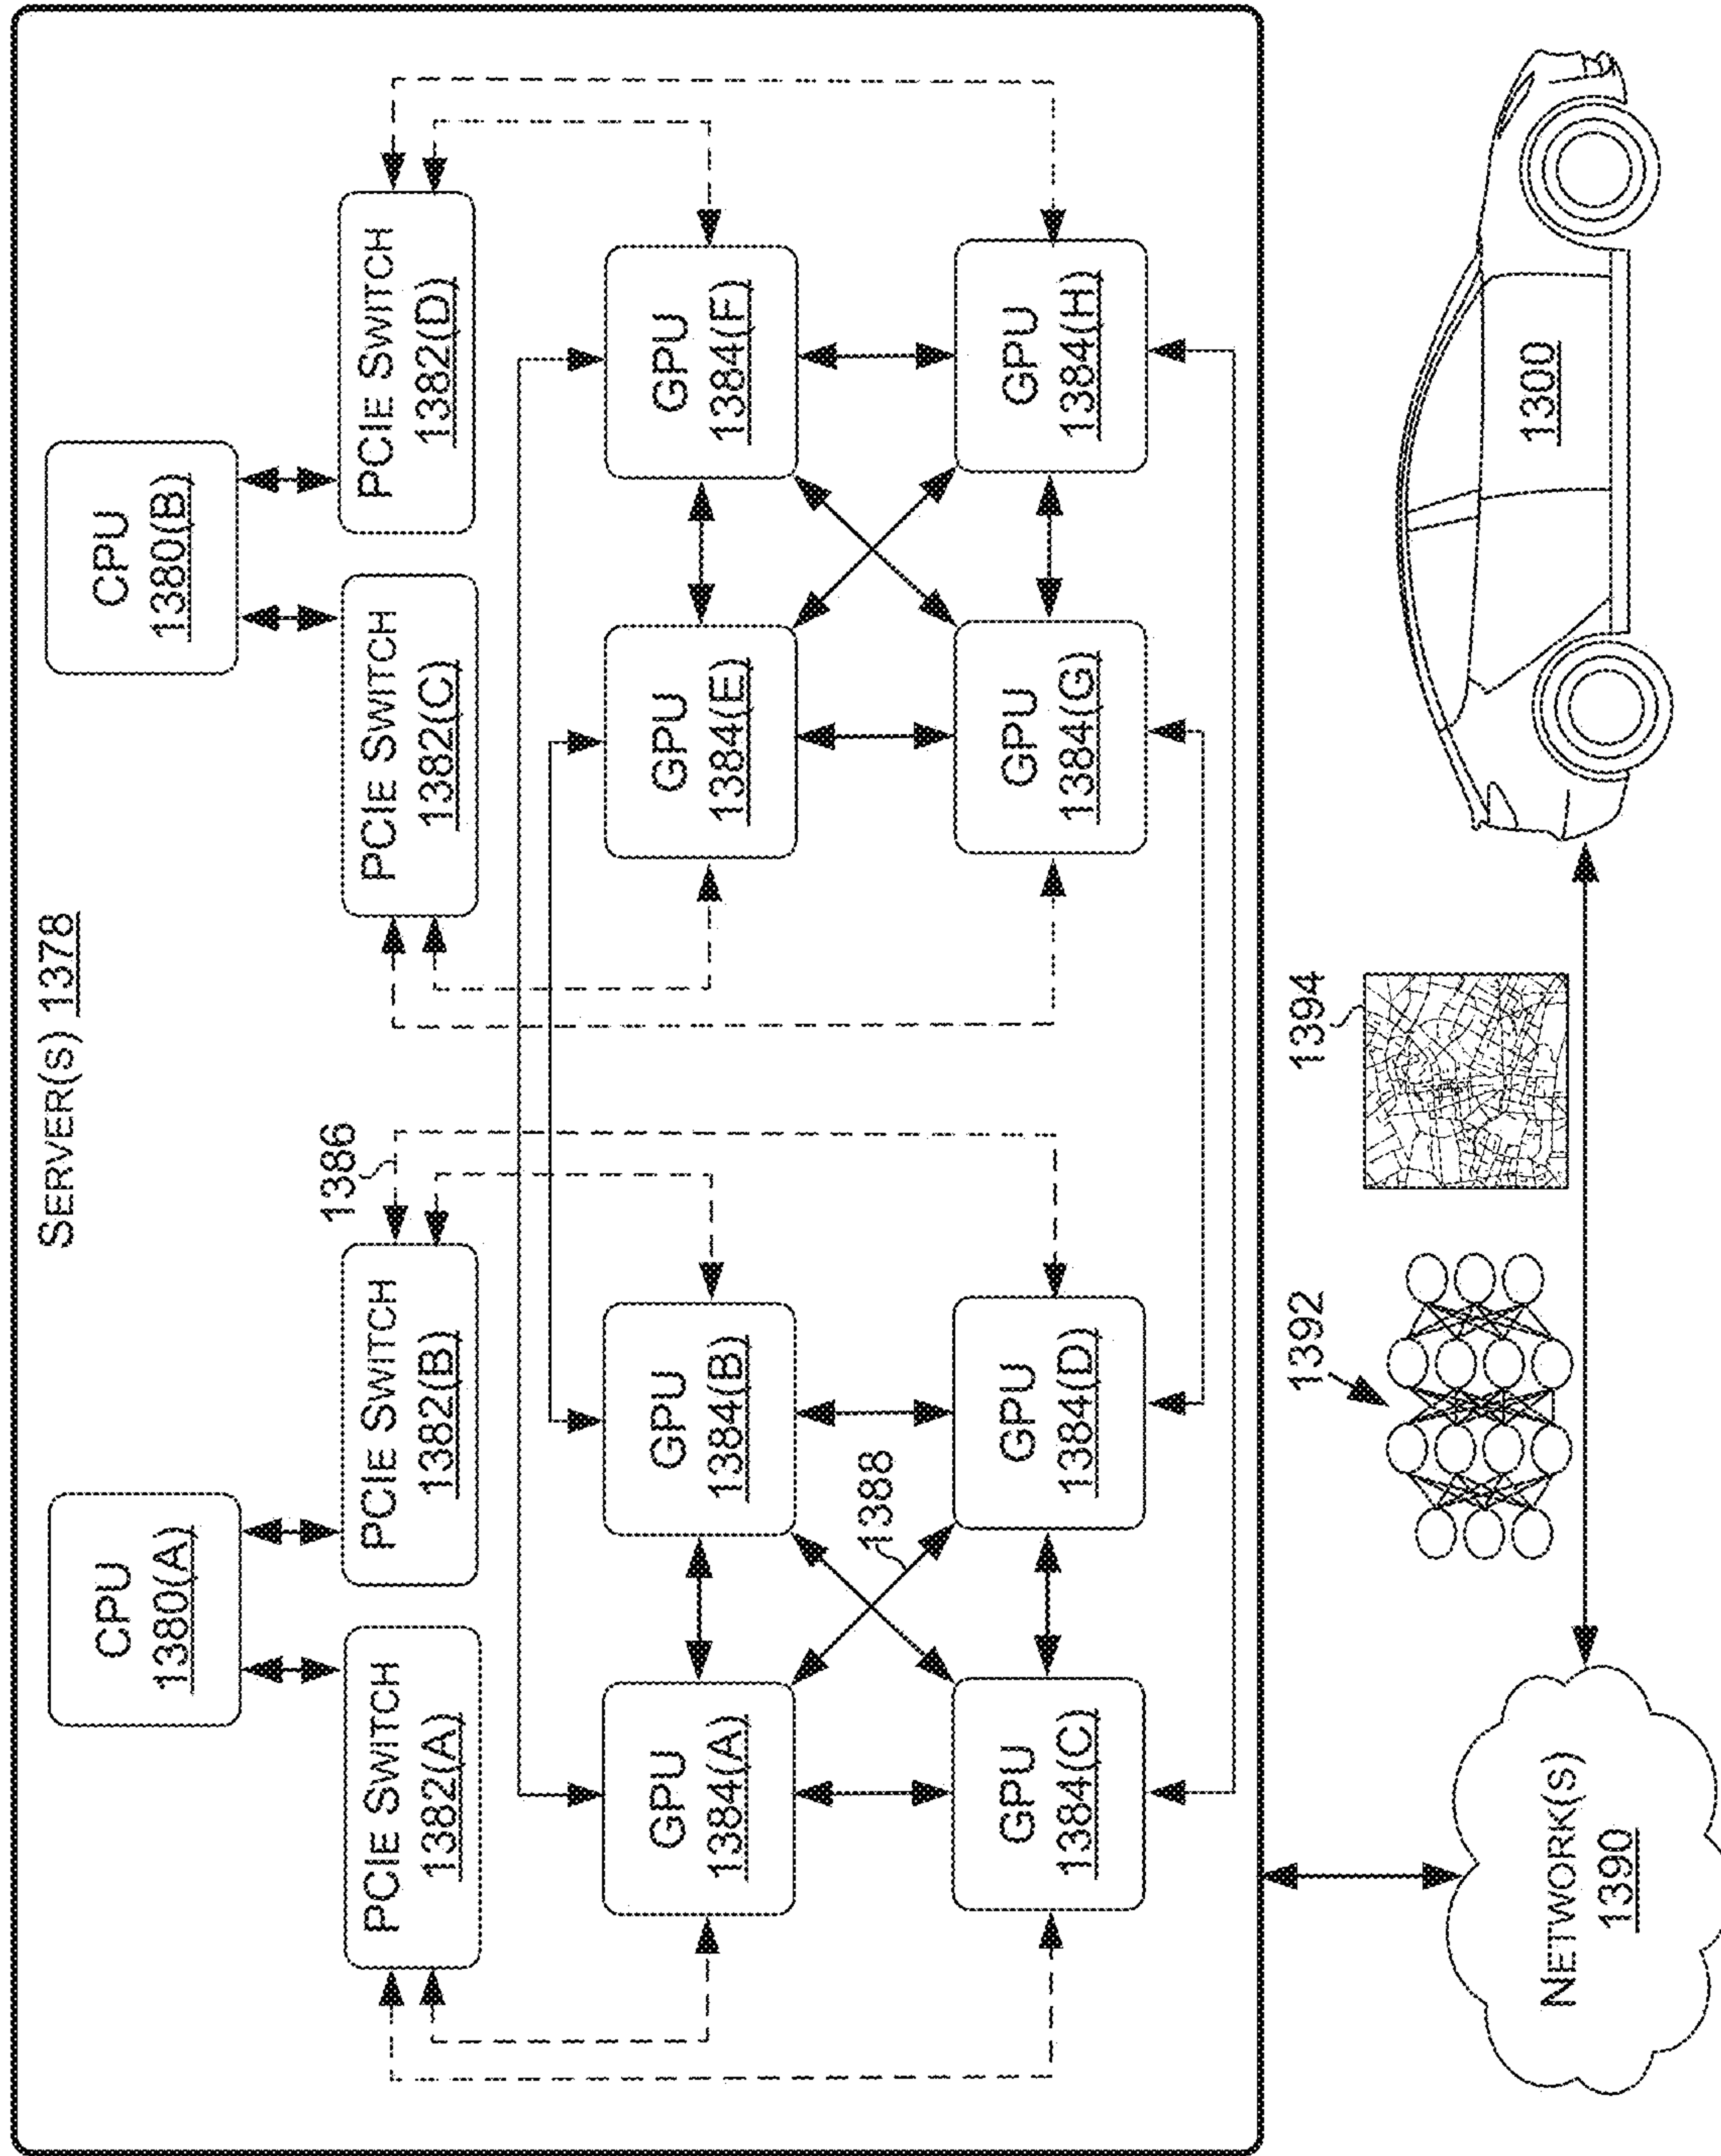 SERVER(S) 1378
CPU
1380(A)
CPU
1380(B)
PCIE SWITCH
1382(A)
PCIE SWITCH
1382(B)
1386
PCIE SWITCH
1382(C)
PCIE SWITCH
1382(D)
GPU
1384(A)
GPU
1384(B)
GPU
1384(E)
GPU
1384(F)
1388
GPU
1384(C)
GPU
1384(D)
GPU
1384(G)
GPU
1384(H)
1392
1394
NETWORK(S)
1390
1300